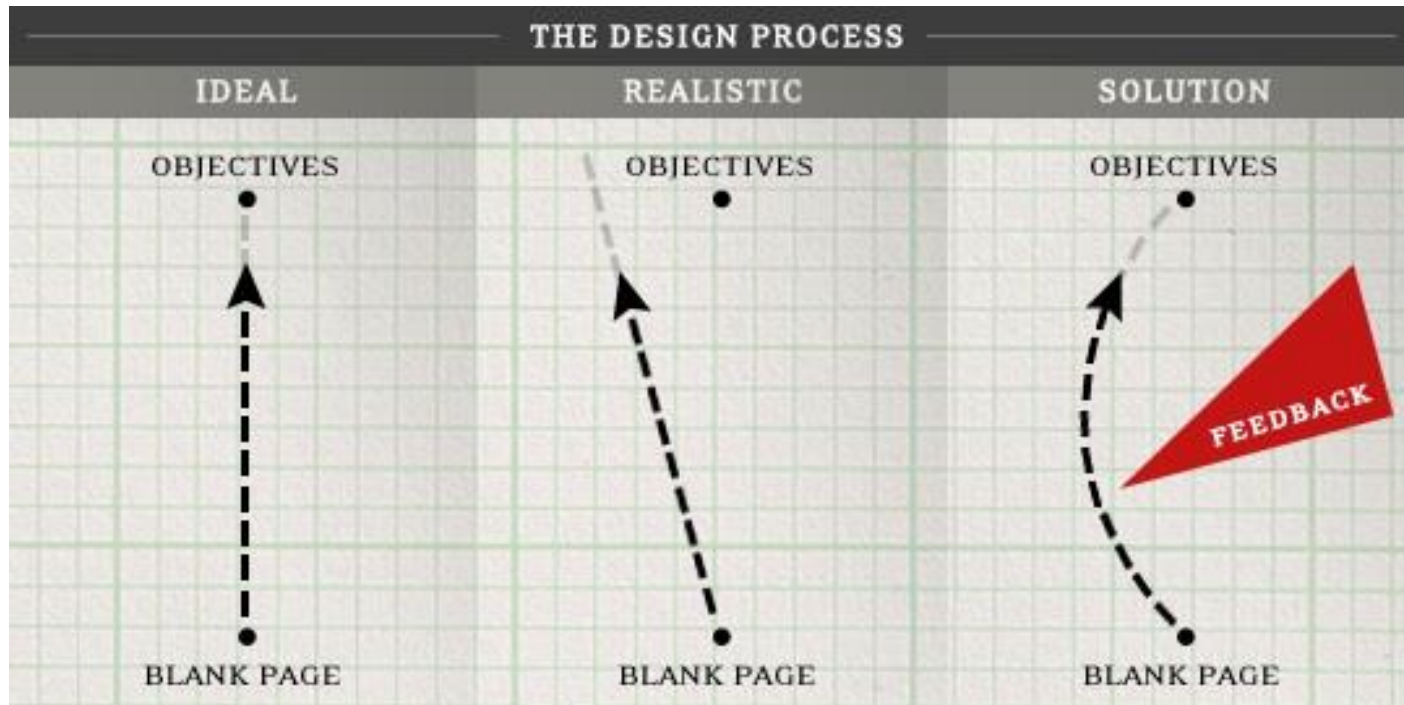 THE DESIGN PROCESS
IDEAL
REALISTIC
SOLUTION
OBJECTIVES
OBJECTIVES
OBJECTIVES
FEEDBACK
BLANK PAGE
BLANK PAGE
BLANK PAGE